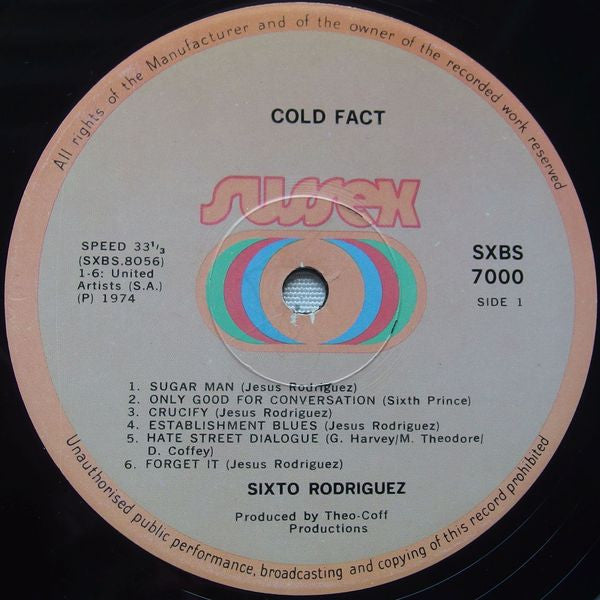 All rights of the Manufacturer and of the owner of the recorded work reserved
COLD FACT
sussex
SPEED 33 1/3
(SXBS.8056)
1-6: United
Artists (S.A.)
(P) 1974
SXBS
7000
SIDE 1
1. SUGAR MAN (Jesus Rodriguez)
2. ONLY GOOD FOR CONVERSATION (Sixth Prince)
3. CRUCIFY (Jesus Rodriguez)
4. ESTABLISHMENT BLUES (Jesus Rodriguez)
5. HATE STREET DIALOGUE (G. Harvey/M. Theodore/
D. Coffey)
6. FORGET IT (Jesus Rodriguez)
SIXTO RODRIGUEZ
Produced by Theo-Coff
Productions
Unauthorised public performance, broadcasting and copying of this record prohibited